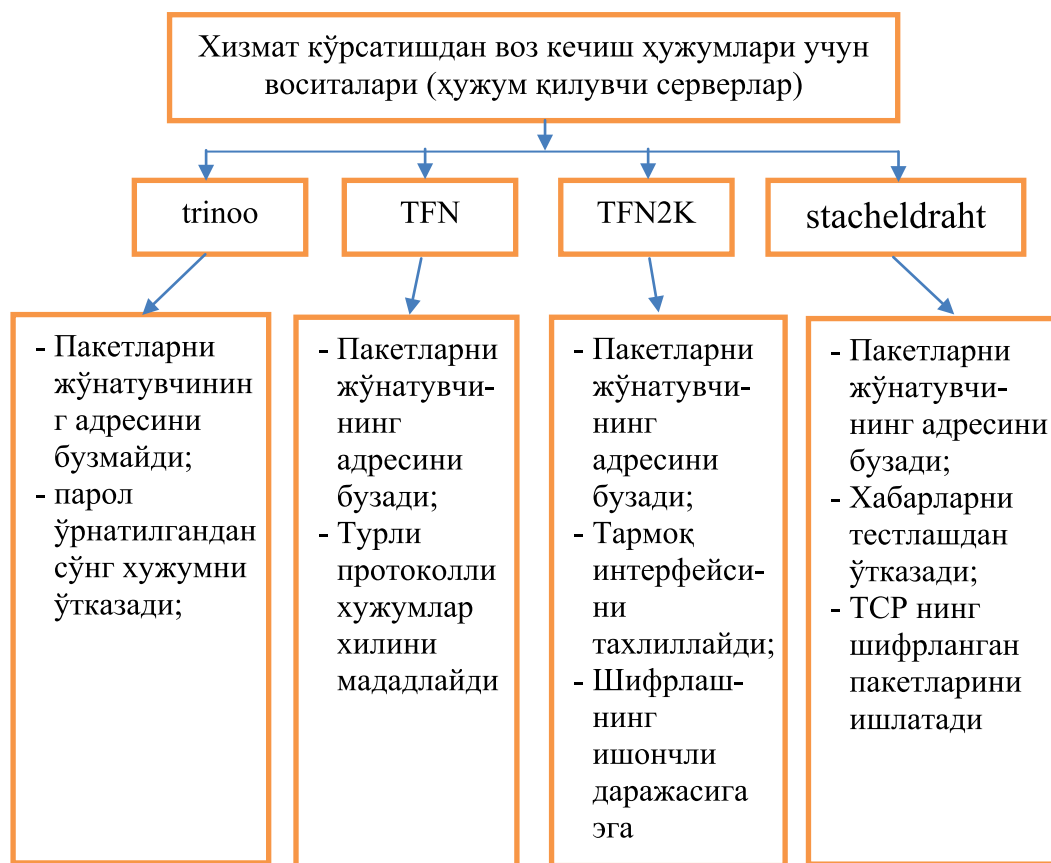 Хизмат кўрсатишдан воз кечиш ҳужумлари учун
воситалари (ҳужум қилувчи серверлар)
trinoo
TFN
TFN2K
stacheldraht
- Пакетларни
жўнатувчининг
г адресини
бузмайди;
- парол
ўрнатилгандан
сўнг хужумни
ўтказади;
- Пакетларни
жўнатувчи-
нинг
адресини
бузади;
- Турли
протоколли
хужумлар
хилини
мададлайди
- Пакетларни
жўнатувчи-
нинг
адресини
бузади;
- Тармоқ
интерфейси-
ни
тахлиллайди;
- Шифрлаш-
нинг
ишончли
даражасига
эга
- Пакетларни
жўнатувчи-
нинг адресини
бузади;
- Хабарларни
тестлашдан
ўтказади;
- ТСР нинг
шифрланган
пакетларини
ишлатади